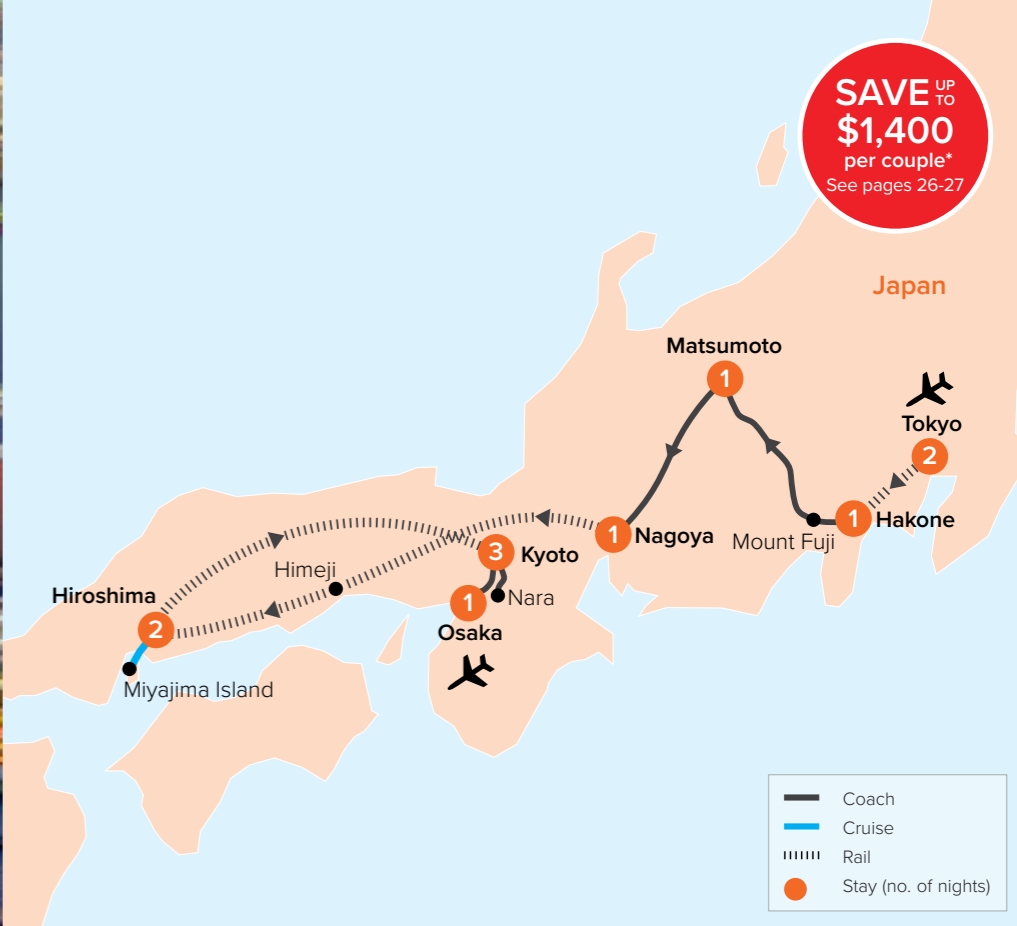 SAVE UP TO
$1,400
per couple*
See pages 26-27
Japan
Matsumoto
1
Tokyo
2
1 Hakone
Mount Fuji
1 Nagoya
3 Kyoto
Himeji
Hiroshima
2
1
Nara
Osaka
Miyajima Island
Coach
Cruise
Rail
Stay (no. of nights)